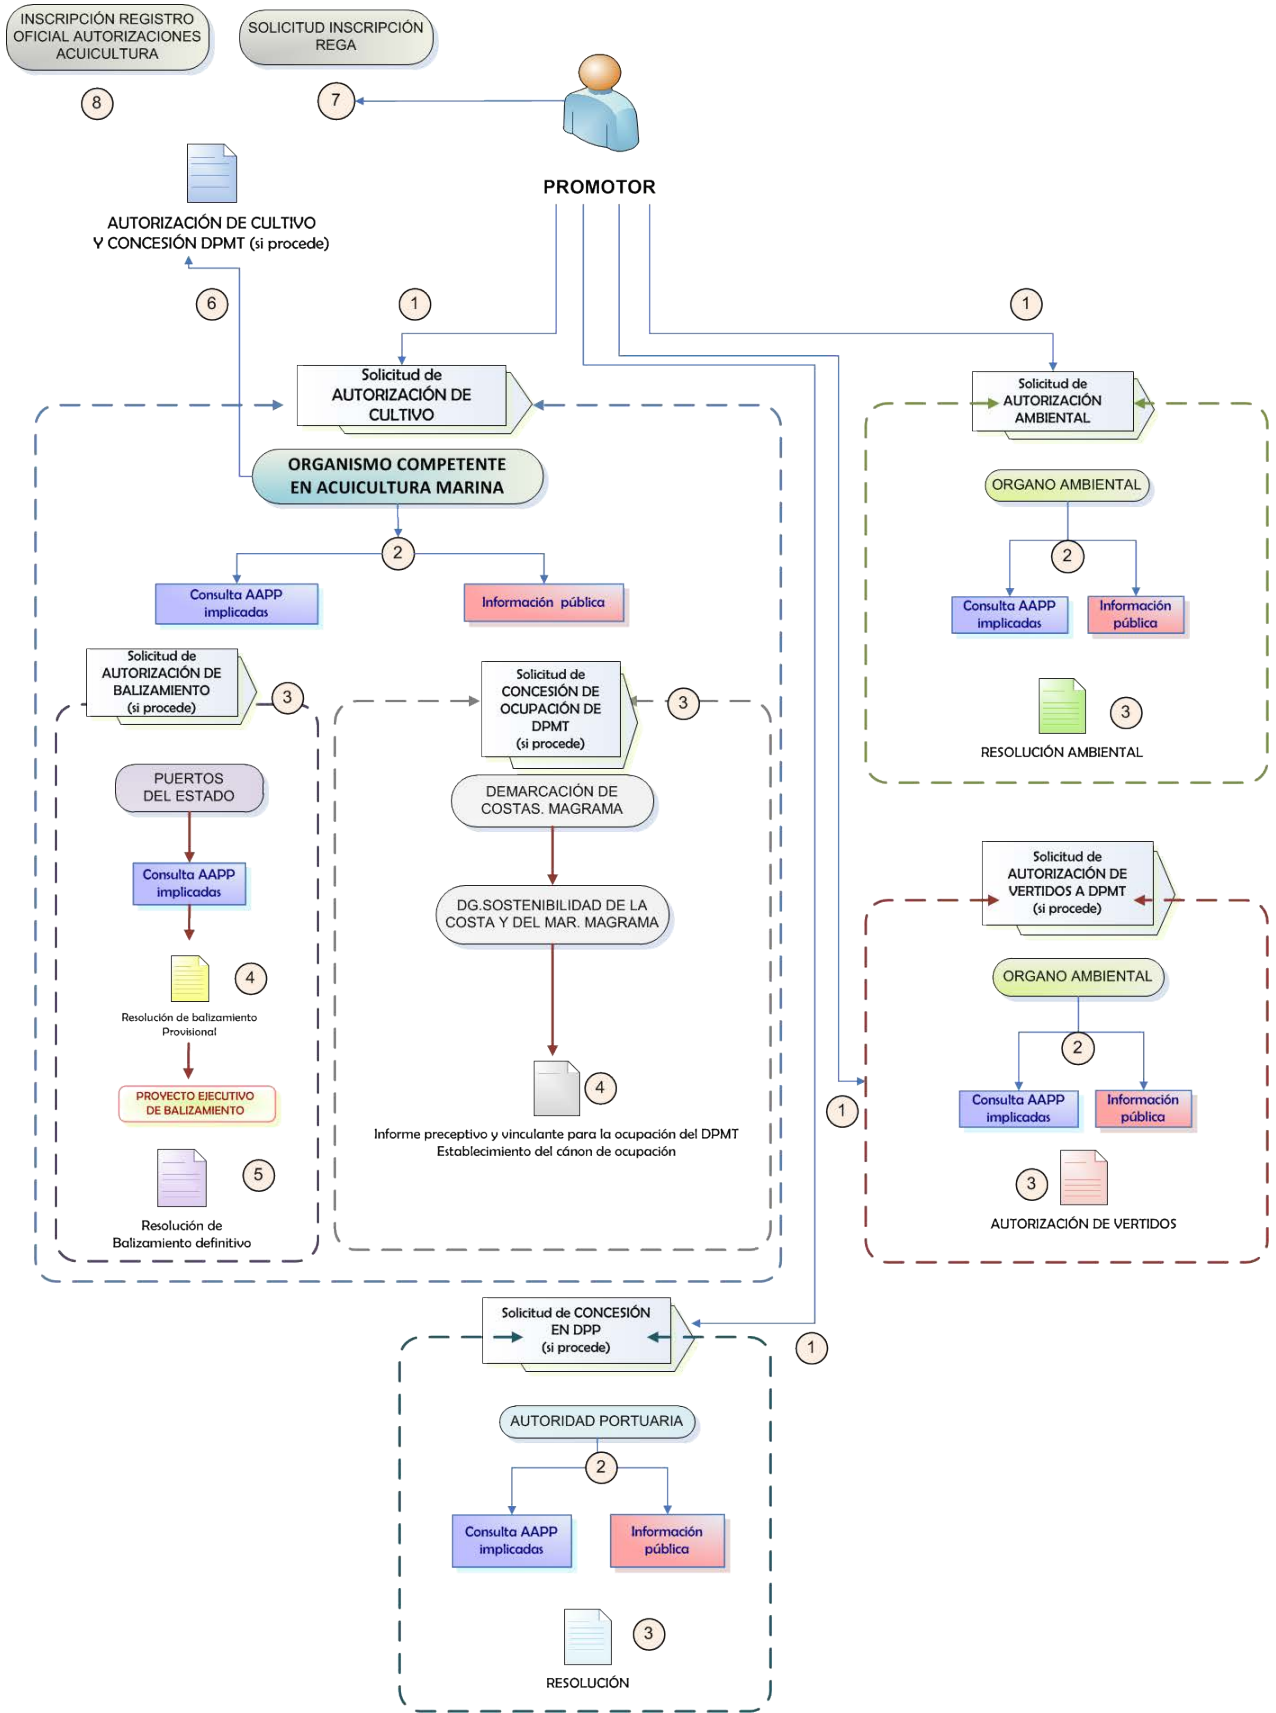 INSCRIPCIÓN REGISTRO
OFICIAL AUTORIZACIONES
ACUICULTURA
8
SOLICITUD INSCRIPCIÓN
REGA
7
PROMOTOR
AUTORIZACIÓN DE CULTIVO
Y CONCESIÓN DPMT (si procede)
6
1
1
Solicitud de
AUTORIZACIÓN DE
CULTIVO
ORGANISMO COMPETENTE
EN ACUICULTURA MARINA
2
Consulta AAPP
implicadas
Información pública
Solicitud de
AUTORIZACIÓN DE
BALIZAMIENTO
(si procede)
3
PUERTOS
DEL ESTADO
Consulta AAPP
implicadas
4
Resolución de balizamiento
Provisional
PROYECTO EJECUTIVO
DE BALIZAMIENTO
5
Resolución de
Balizamiento definitivo
Solicitud de
CONCESIÓN DE
OCUPACIÓN DE
DPMT
(si procede)
3
DEMARCACIÓN DE
COSTAS. MAGRAMA
DG.SOSTENIBILIDAD DE LA
COSTA Y DEL MAR. MAGRAMA
4
Informe preceptivo y vinculante para la ocupación del DPMT
Establecimiento del cánon de ocupación
Solicitud de
AUTORIZACIÓN
AMBIENTAL
ORGANO AMBIENTAL
2
Consulta AAPP
implicadas
Información
pública
3
RESOLUCIÓN AMBIENTAL
Solicitud de
AUTORIZACIÓN DE
VERTIDOS A DPMT
(si procede)
ORGANO AMBIENTAL
2
1
Consulta AAPP
implicadas
Información
pública
3
AUTORIZACIÓN DE VERTIDOS
Solicitud de CONCESIÓN
EN DPP
(si procede)
1
AUTORIDAD PORTUARIA
2
Consulta AAPP
implicadas
Información
pública
3
RESOLUCIÓN